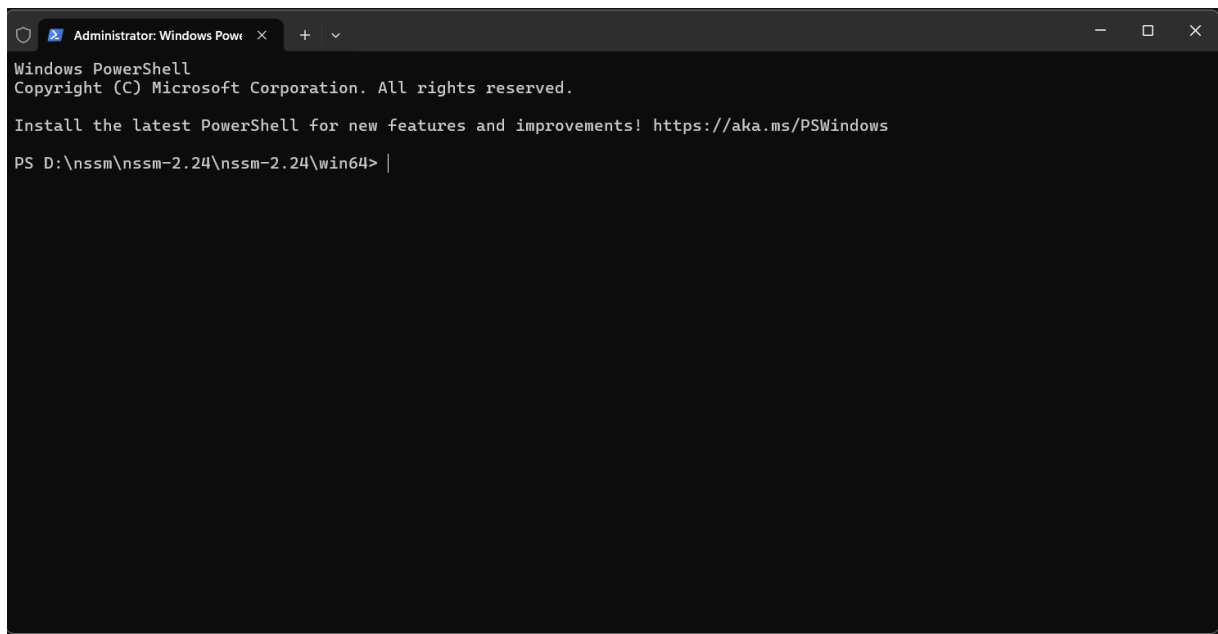 Administrator: Windows Powe
Windows PowerShell
Copyright (C) Microsoft Corporation. All rights reserved.
Install the latest PowerShell for new features and improvements! https://aka.ms/PSWindows
PS D:\nssm\nssm-2.24\nssm-2.24\win64>